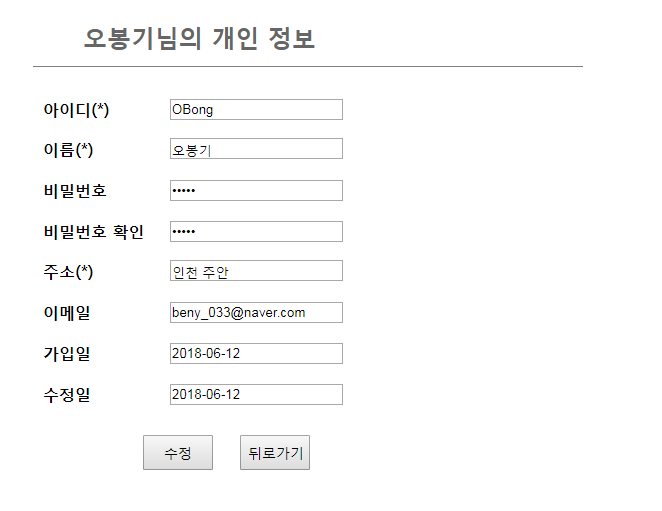 오봉기님의 개인 정보
아이디(*) OBong
이름(*) 오봉기
비밀번호 •••••
비밀번호 확인 •••••
주소(*) 인천 주안
이메일 beny_033@naver.com
가입일 2018-06-12
수정일 2018-06-12
수정 뒤로가기